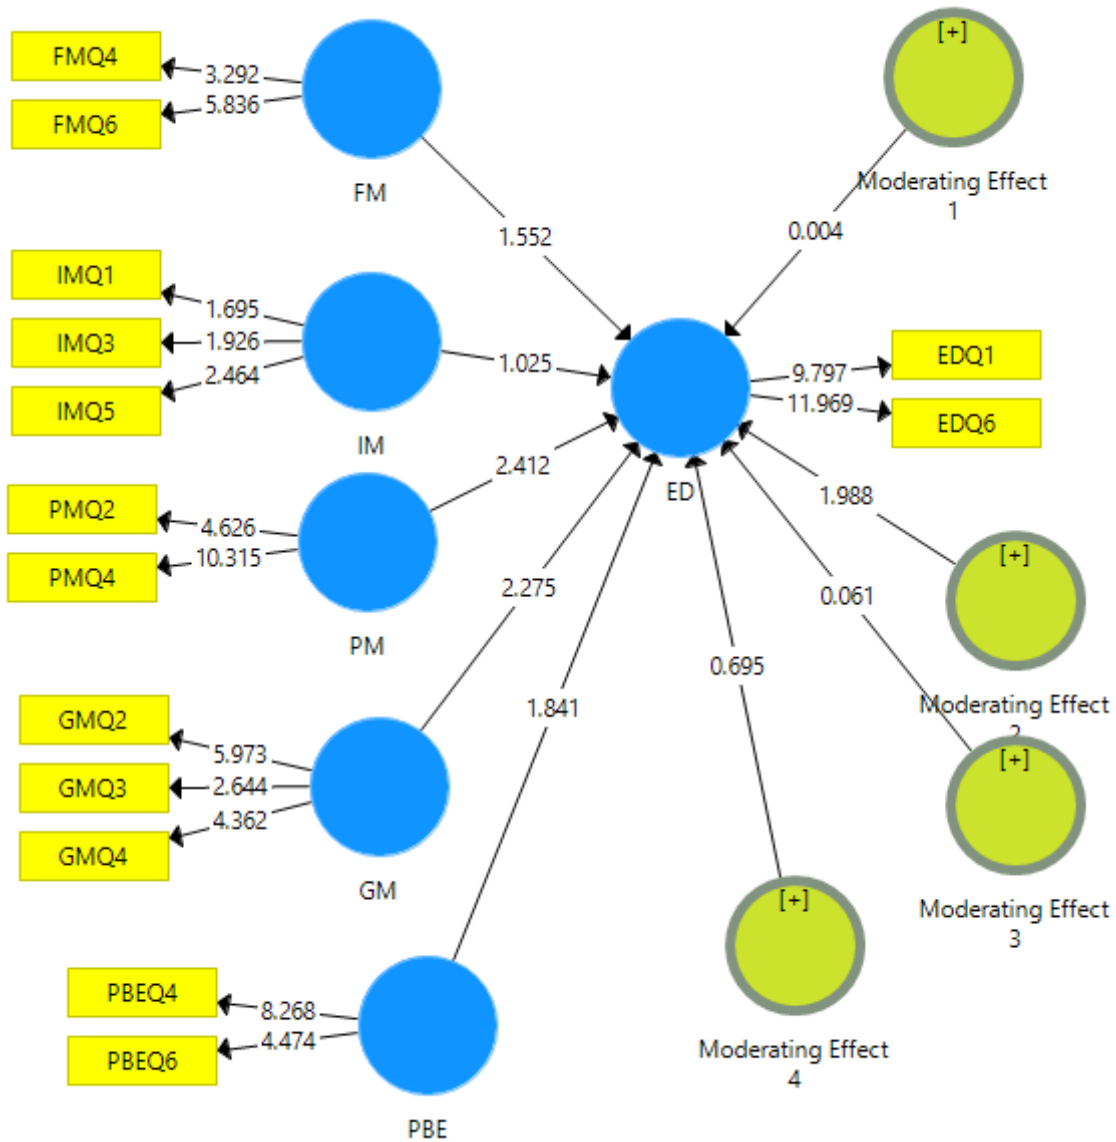 [+]
FMQ4
3.292
5.836
FMQ6
FM
Moderating Effect
1
1.552
0.004
IMQ1
1.695
IMQ3
1.926
2.464
IMQ5
IM
1.025
EDQ1
9.797
11.969
EDQ6
ED
2.412
1.988
PMQ2
4.626
10.315
PMQ4
PM
2.275
[+]
0.061
0.695
Moderating Effect
2
1.841
GMQ2
5.973
GMQ3
2.644
4.362
GMQ4
GM
[+]
Moderating Effect
3
[+]
Moderating Effect
4
PBEQ4
8.268
4.474
PBEQ6
PBE